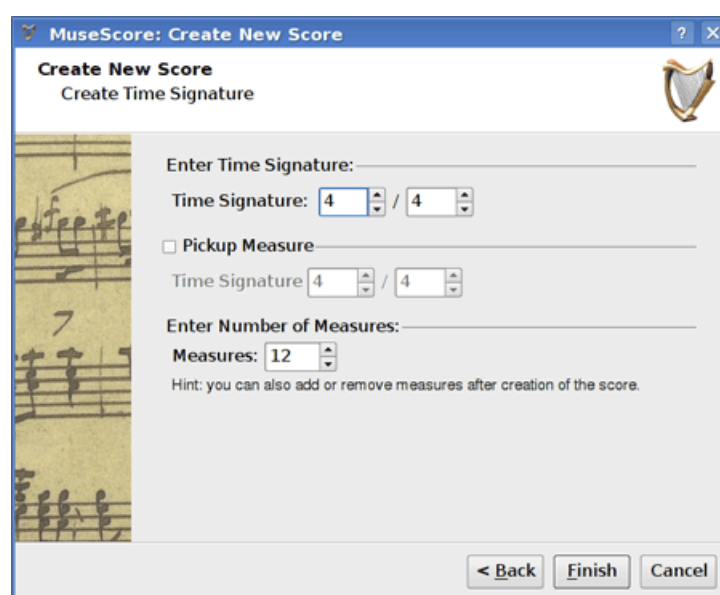 MuseScore: Create New Score
Create New Score
Create Time Signature
Enter Time Signature:
Time Signature: 4 / 4
Pickup Measure
Time Signature 4 / 4
Enter Number of Measures:
Measures: 12
Hint: you can also add or remove measures after creation of the score.
< Back Finish Cancel